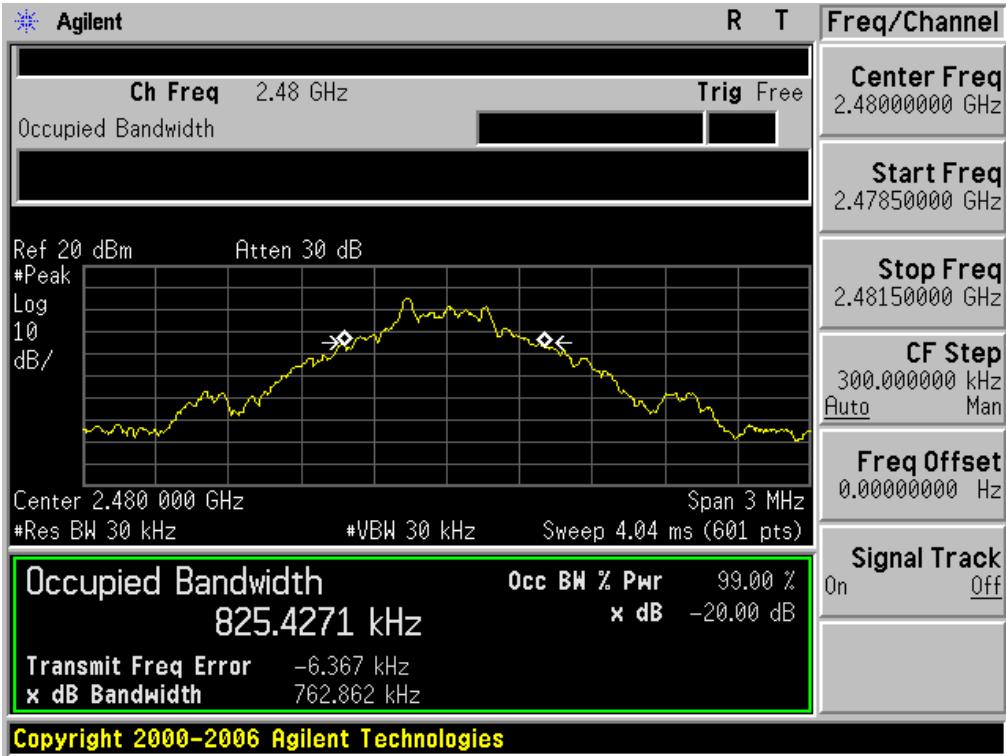 Agilent R T
Freq/Channel
Ch Freq 2.48 GHz Trig Free
Occupied Bandwidth
Center Freq
2.48000000 GHz
Start Freq
2.47850000 GHz
Stop Freq
2.48150000 GHz
CF Step
300.000000 kHz
Auto Man
Freq Offset
0.00000000 Hz
Signal Track
On Off
Ref 20 dBm Atten 30 dB
#Peak
Log
10
dB/
Center 2.480 000 GHz Span 3 MHz
#Res BW 30 kHz #VBW 30 kHz Sweep 4.04 ms (601 pts)
Occupied Bandwidth
825.4271 kHz
Occ BW % Pwr 99.00 %
x dB -20.00 dB
Transmit Freq Error -6.367 kHz
x dB Bandwidth 762.862 kHz
Copyright 2000-2006 Agilent Technologies